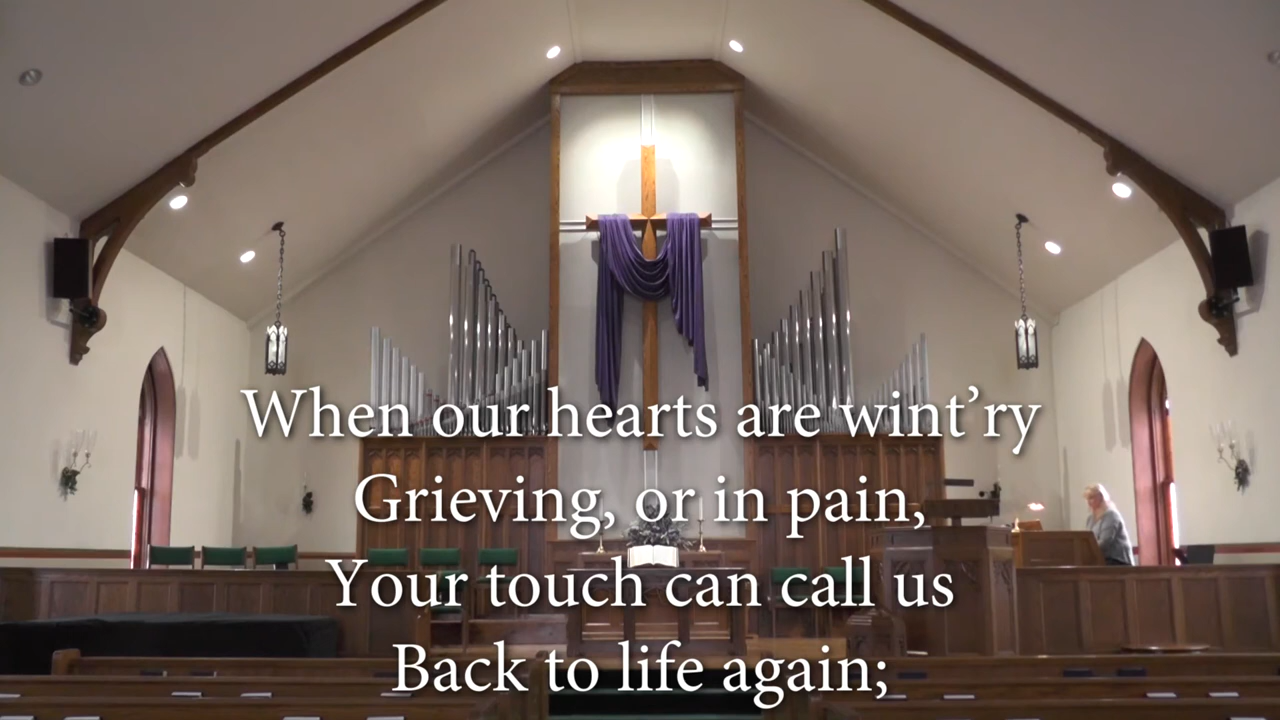 When our hearts are wint’ry
Grieving, or in pain,
Your touch can call us
Back to life again;